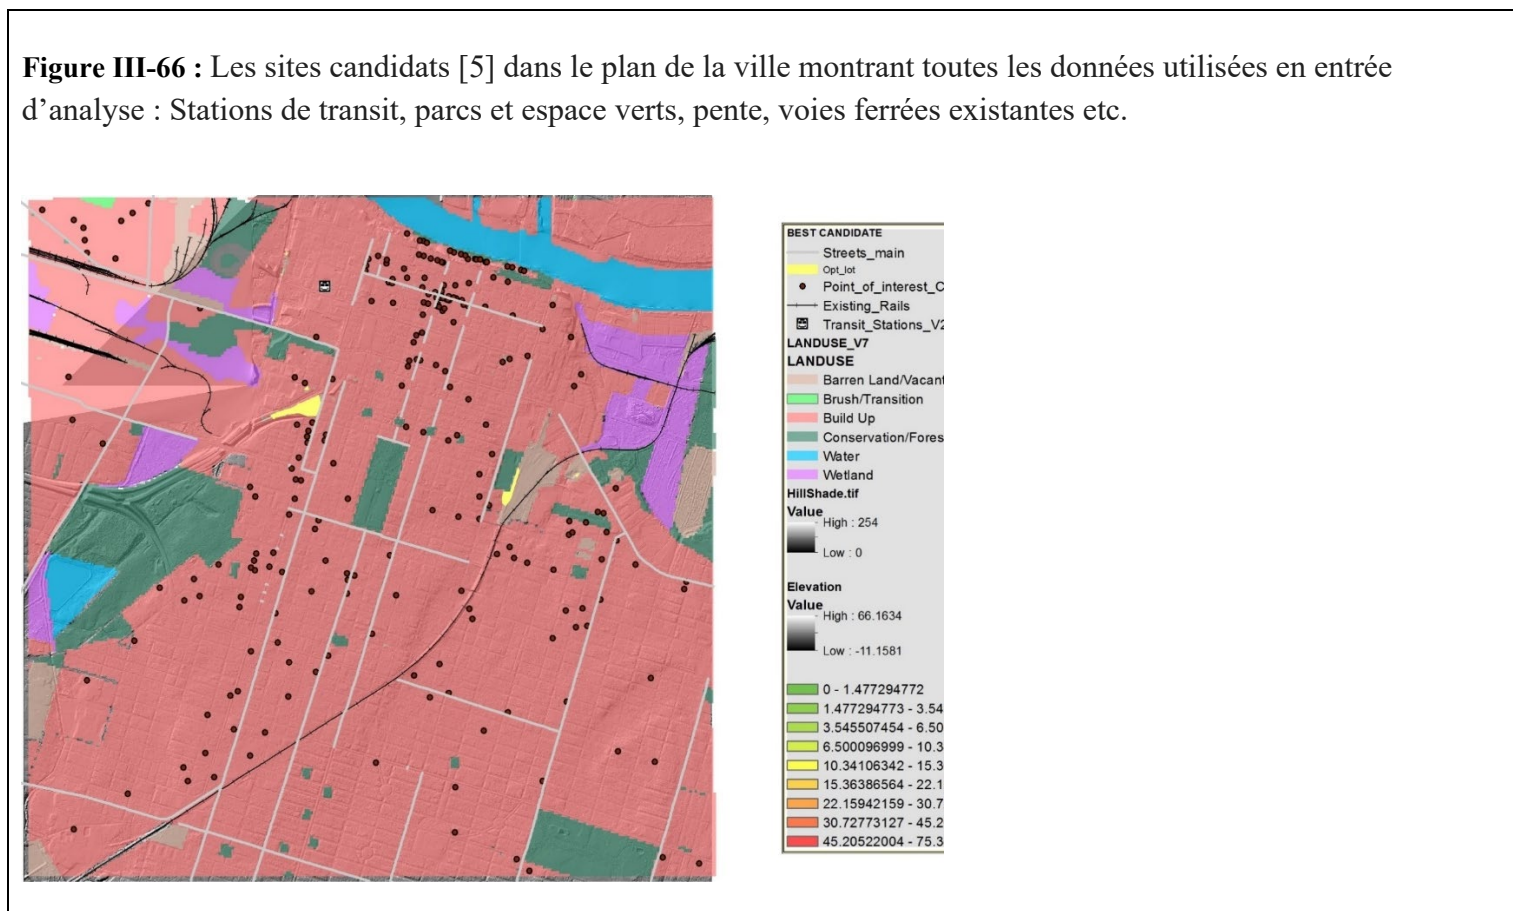 Figure III-66 : Les sites candidats [5] dans le plan de la ville montrant toutes les données utilisées en entrée
d’analyse : Stations de transit, parcs et espace verts, pente, voies ferrées existantes etc.
BEST CANDIDATE
Streets_main
Opt_lot
Point_of_interest_C
Existing_Rails
Transit_Stations_V2
LANDUSE_V7
LANDUSE
Barren Land/Vacant
Brush/Transition
Build Up
Conservation/Fores
Water
Wetland
HillShade.tif
Value
High : 254
Low : 0
Elevation
Value
High : 66.1634
Low : -11.1581
0 - 1.477294772
1.477294773 - 3.54
3.545507454 - 6.50
6.500096999 - 10.3
10.34106342 - 15.3
15.36386564 - 22.1
22.15942159 - 30.7
30.72773127 - 45.2
45.20522004 - 75.3